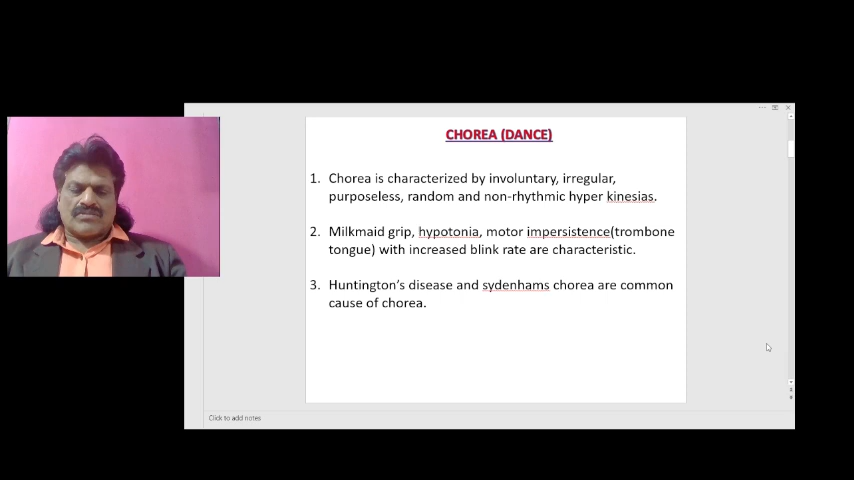 CHOREA (DANCE)
1. Chorea is characterized by involuntary, irregular,
purposeless, random and non-rhythmic hyper kinesias.
2. Milkmaid grip, hypotonia, motor impersistence(trombone
tongue) with increased blink rate are characteristic.
3. Huntington's disease and sydenhams chorea are common
cause of chorea.
Click to add notes